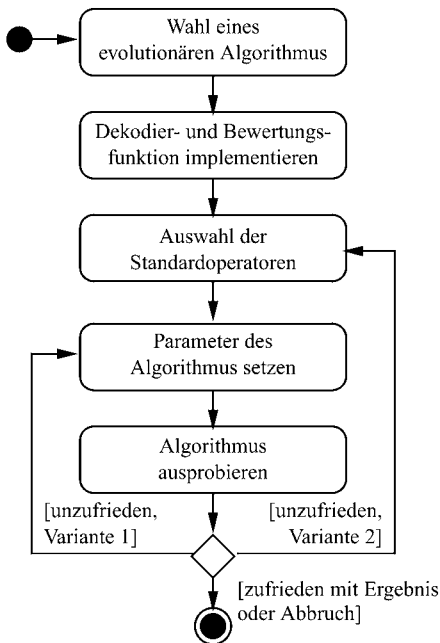 Wahl eines
evolutionären Algorithmus
Dekodier- und Bewertungs-
funktion implementieren
Auswahl der
Standardoperatoren
Parameter des
Algorithmus setzen
Algorithmus
ausprobieren
[unzufrieden,
Variante 1]
[unzufrieden,
Variante 2]
[zufrieden mit Ergebnis
oder Abbruch]